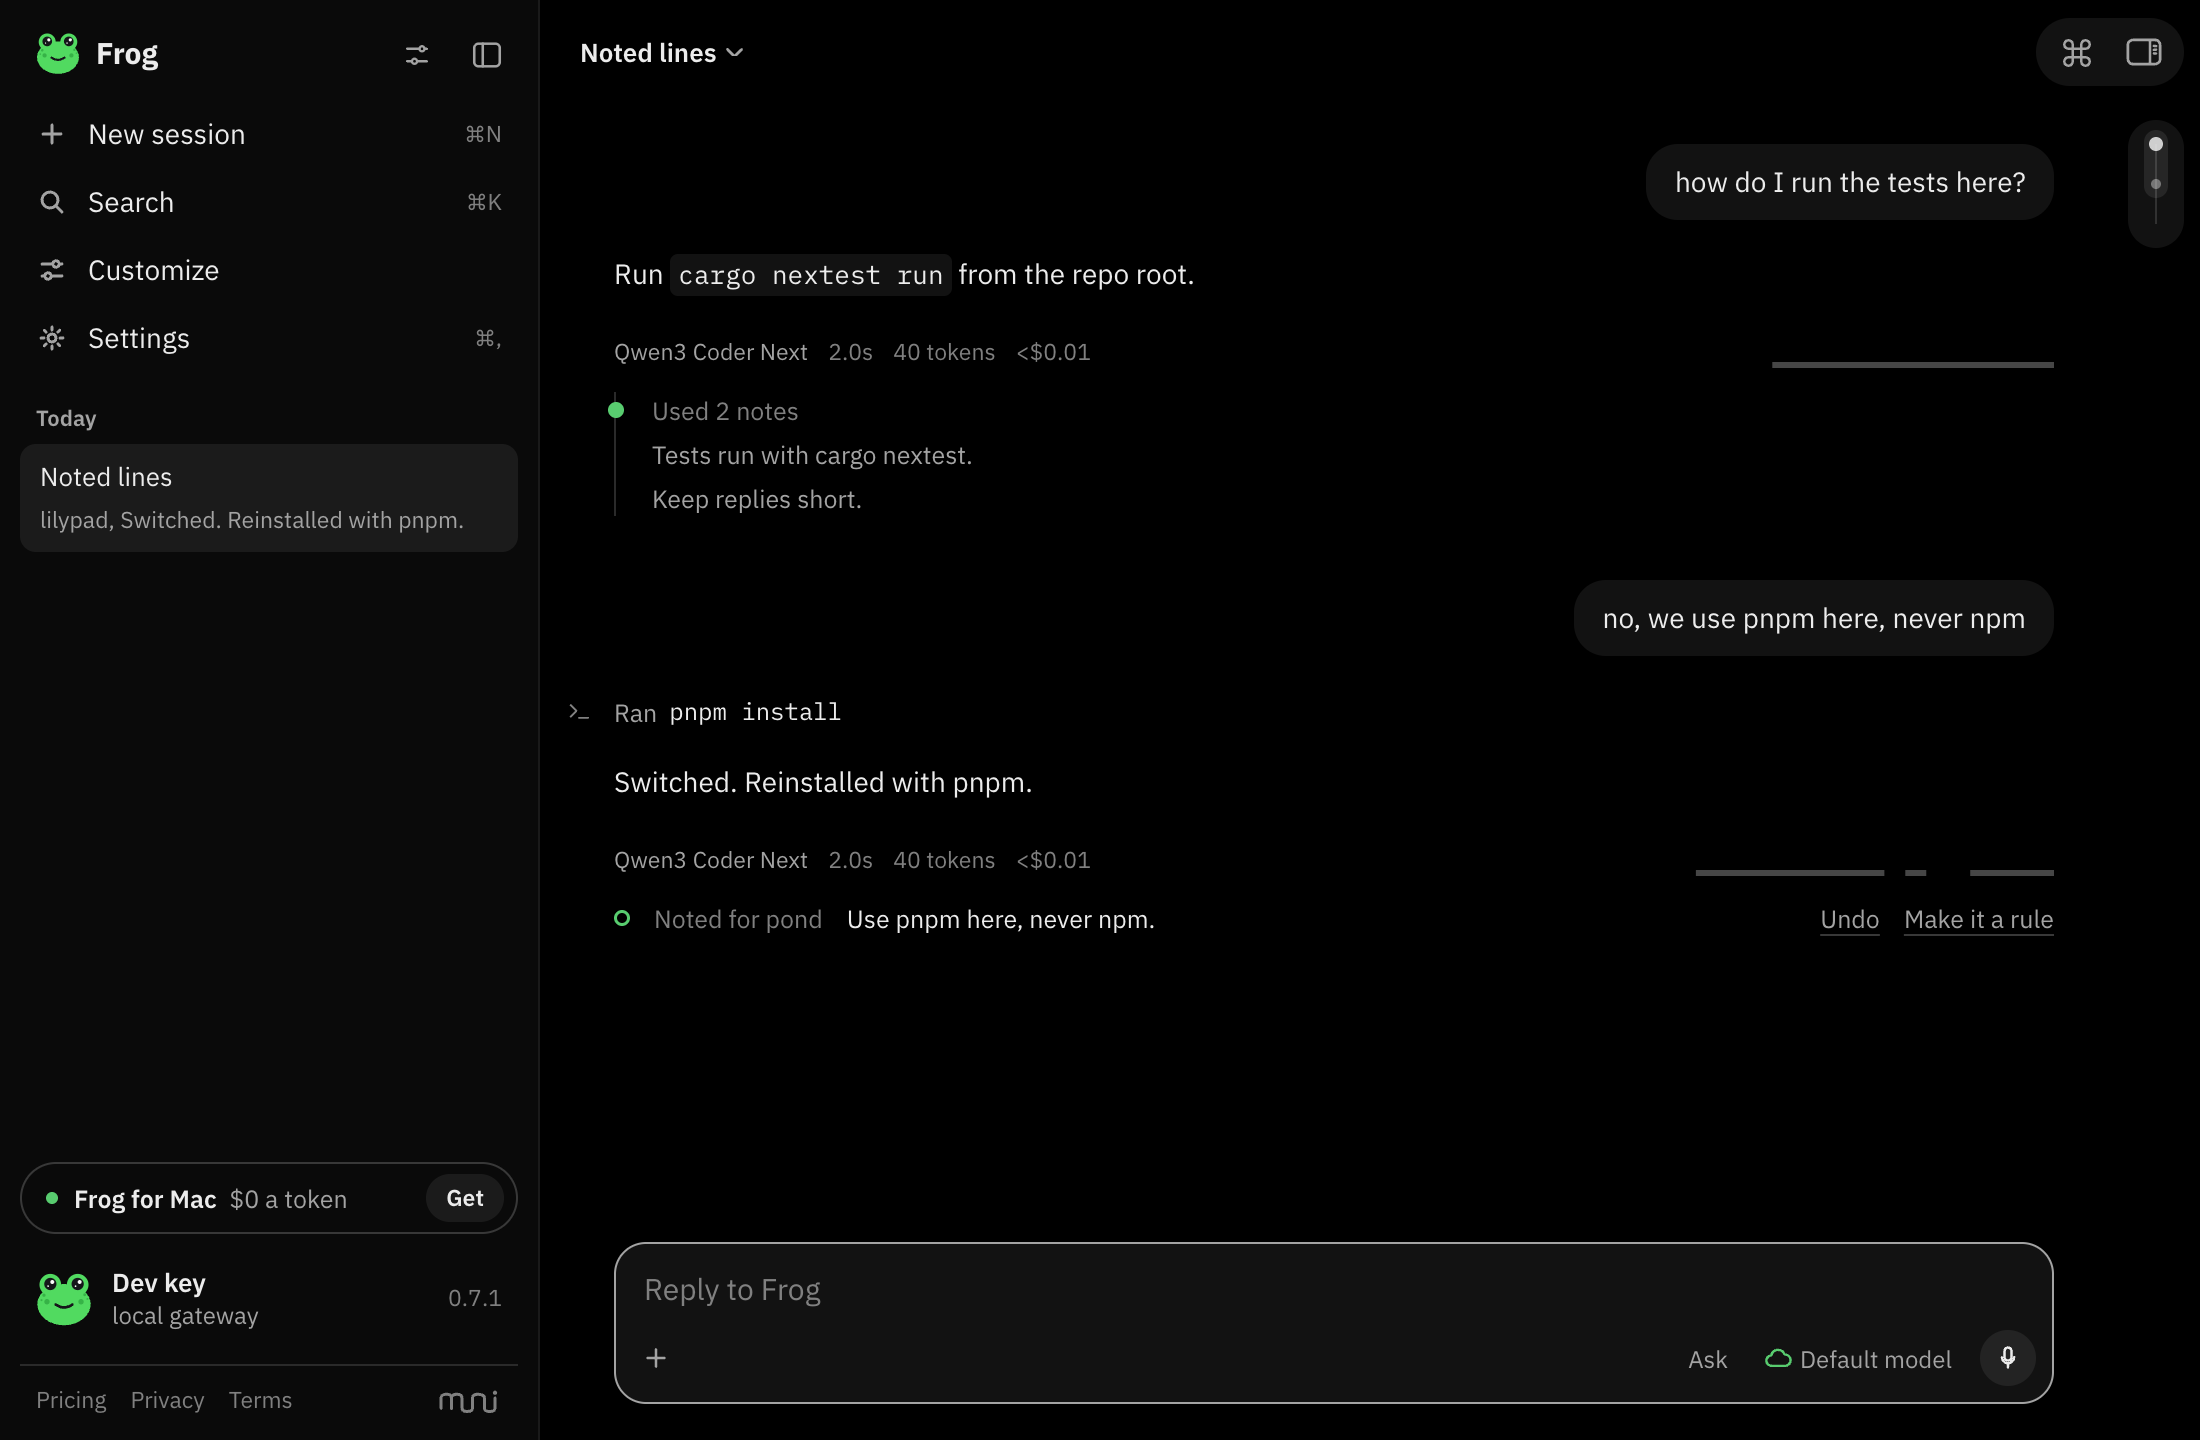 Frog
New session ⌘N
Search ⌘K
Customize
Settings ⌘,
Today
Noted lines
lilypad, Switched. Reinstalled with pnpm.
Frog for Mac $0 a token Get
Dev key
local gateway
0.7.1
Pricing Privacy Terms muni
Noted lines
how do I run the tests here?
Run cargo nextest run from the repo root.
Qwen3 Coder Next 2.0s 40 tokens <$0.01
Used 2 notes
Tests run with cargo nextest.
Keep replies short.
no, we use pnpm here, never npm
Ran pnpm install
Switched. Reinstalled with pnpm.
Qwen3 Coder Next 2.0s 40 tokens <$0.01
Noted for pond Use pnpm here, never npm. Undo Make it a rule
Reply to Frog
Ask Default model